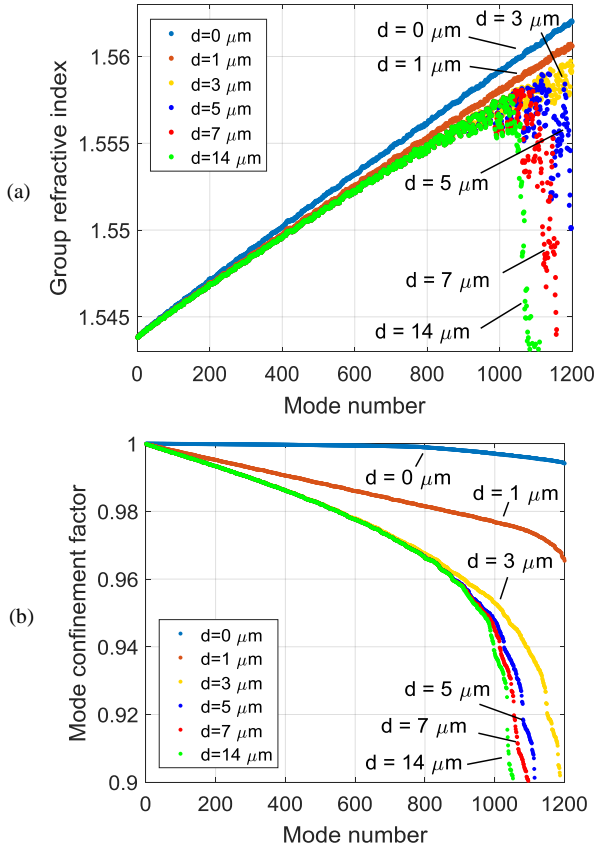 (a)
Group refractive index
1.56
1.555
1.55
1.545
d=0 μm
d=1 μm
d=3 μm
d=5 μm
d=7 μm
d=14 μm
d = 3 μm
d = 0 μm
d = 1 μm
d = 5 μm
d = 7 μm
d = 14 μm
0 200 400 600 800 1000 1200
Mode number
(b)
Mode confinement factor
1
0.98
0.96
0.94
0.92
0.9
d = 0 μm
d = 1 μm
d = 3 μm
d=0 μm
d=1 μm
d=3 μm
d=5 μm
d=7 μm
d=14 μm
d = 5 μm
d = 7 μm
d = 14 μm
0 200 400 600 800 1000 1200
Mode number